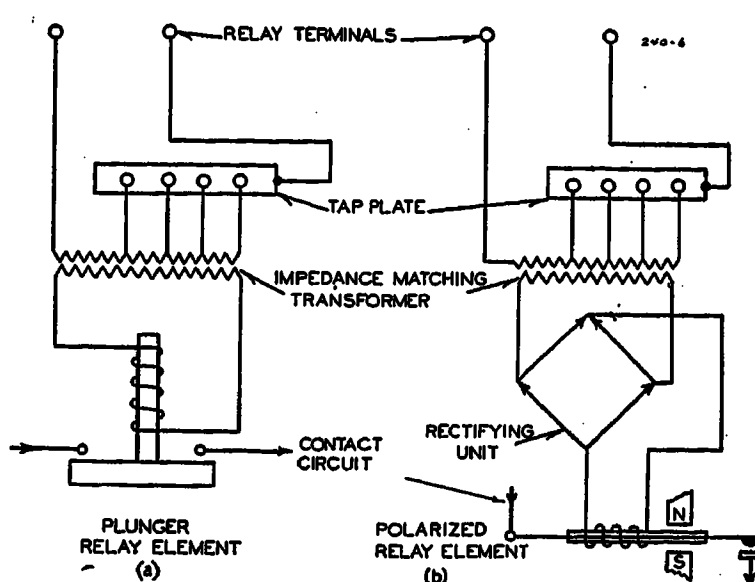 RELAY TERMINALS
240-6
TAP PLATE
IMPEDANCE MATCHING
TRANSFORMER
RECTIFYING
UNIT
CONTACT
CIRCUIT
N
S
PLUNGER
RELAY ELEMENT
(a)
POLARIZED
RELAY ELEMENT
(b)